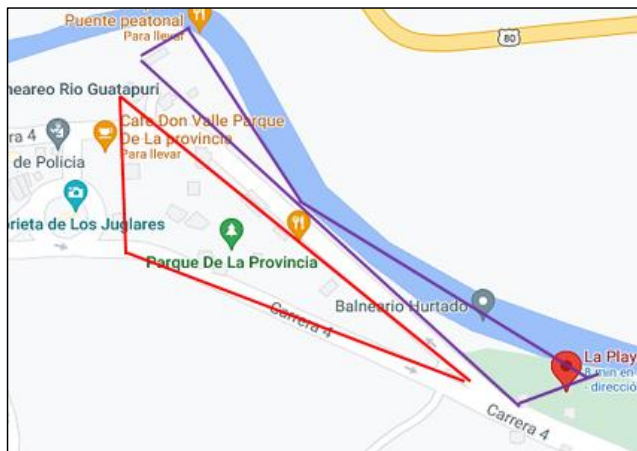 Puente peatonal
Para llevar
80
neareo Rio Guatapuri
Cafe Don Valle Parque
De La provincia
Para llevar
rra 4
de Policia
orieta de Los Juglares
Parque De La Provincia
Balneario Hurtado
Carrera 4
La Play
8 min en
- direcció
Carrera 4